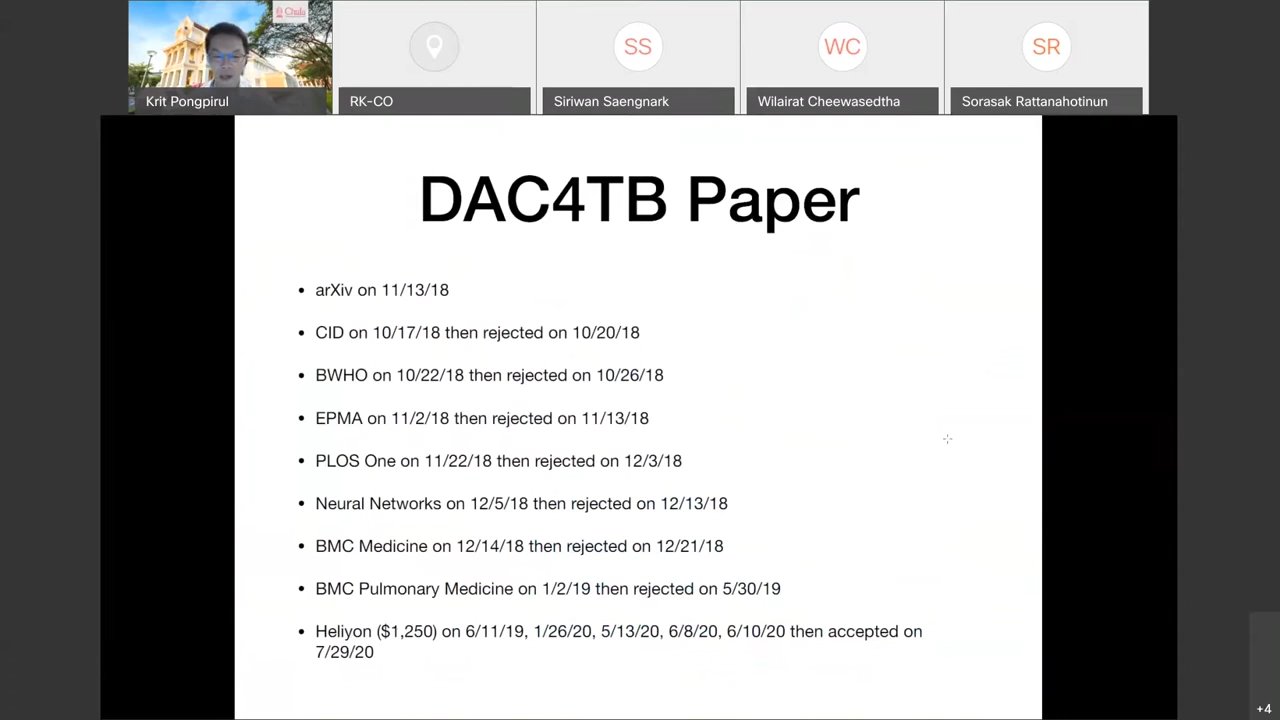 Chula
Krit Pongpirul
RK-CO
SS
Siriwan Saengnark
WC
Wilairat Cheewasedtha
SR
Sorasak Rattanahotinun
DAC4TB Paper
• arXiv on 11/13/18
• CID on 10/17/18 then rejected on 10/20/18
• BWHO on 10/22/18 then rejected on 10/26/18
• EPMA on 11/2/18 then rejected on 11/13/18
• PLOS One on 11/22/18 then rejected on 12/3/18
• Neural Networks on 12/5/18 then rejected on 12/13/18
• BMC Medicine on 12/14/18 then rejected on 12/21/18
• BMC Pulmonary Medicine on 1/2/19 then rejected on 5/30/19
• Heliyon ($1,250) on 6/11/19, 1/26/20, 5/13/20, 6/8/20, 6/10/20 then accepted on
7/29/20
+4